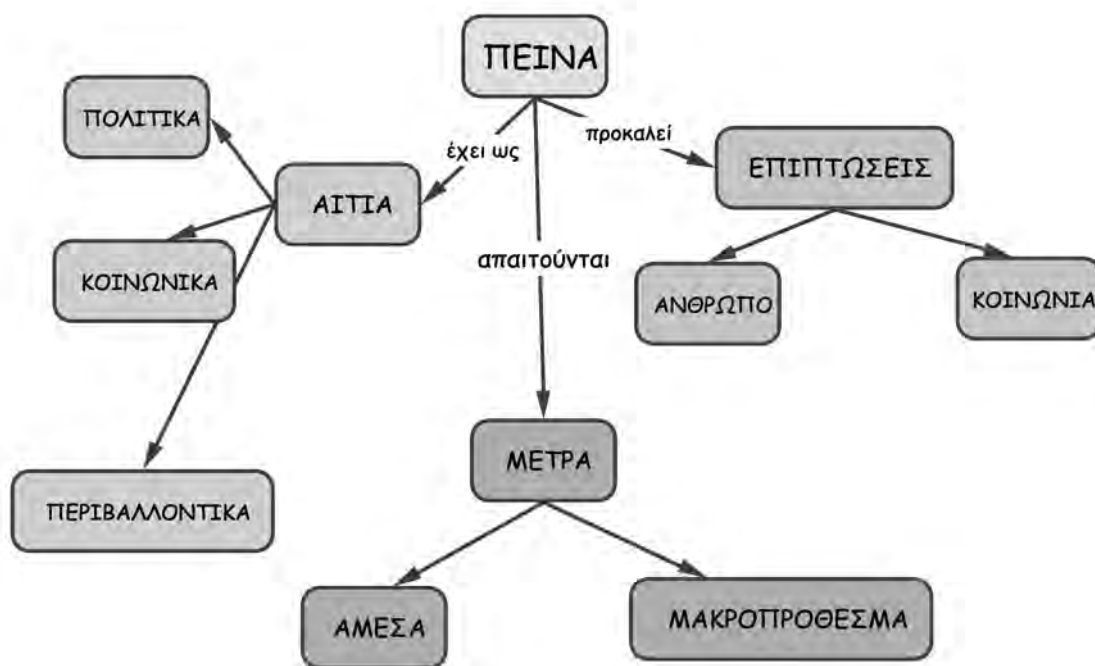 ΠΕΙΝΑ
ΠΟΛΙΤΙΚΑ
προκαλεί
έχει ως
ΕΠΙΠΤΩΣΕΙΣ
ΑΙΤΙΑ
απαιτούνται
ΚΟΙΝΩΝΙΚΑ
ΑΝΘΡΩΠΟ
ΚΟΙΝΩΝΙΑ
ΜΕΤΡΑ
ΠΕΡΙΒΑΛΛΟΝΤΙΚΑ
ΑΜΕΣΑ
ΜΑΚΡΟΠΡΟΘΕΣΜΑ